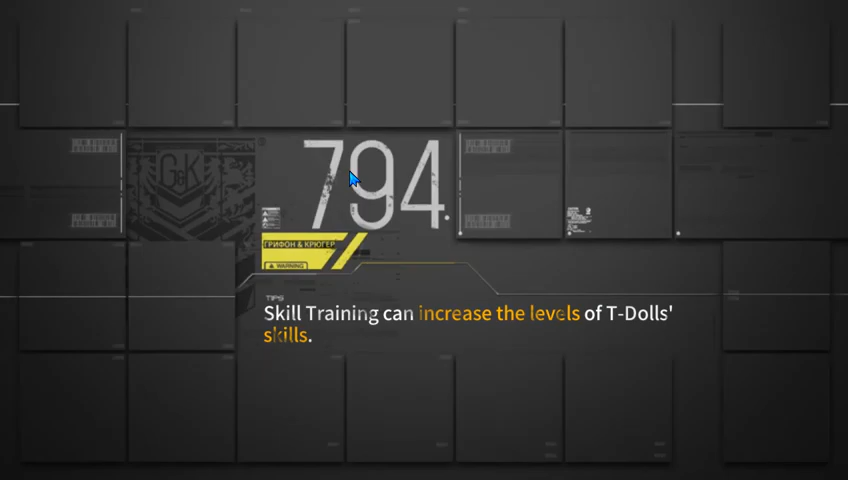 G&K
794.
ГРИФОН & КРЮГЕР
WARNING
TIPS
Skill Training can increase the levels of T-Dolls'
skills.